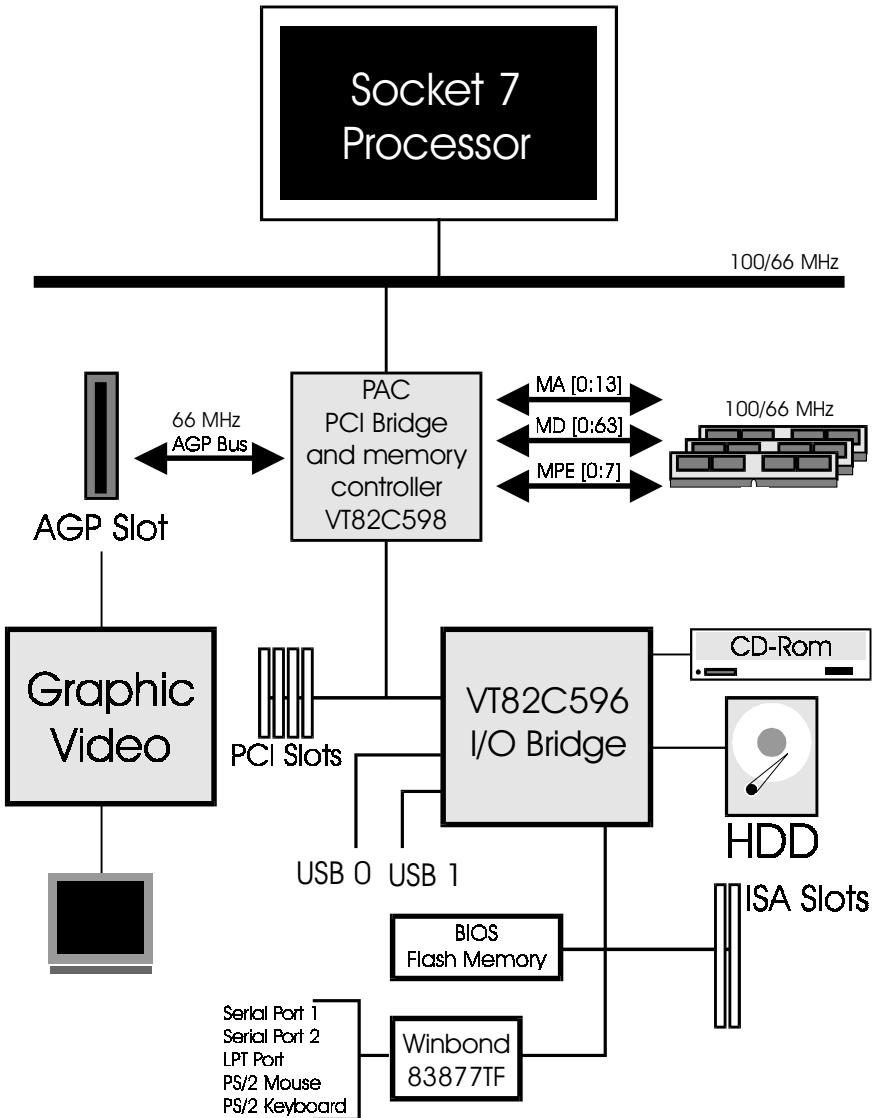 Socket 7
Processor
100/66 MHz
PAC
PCI Bridge
and memory
controller
VT82C598
66 MHz
AGP Bus
MA [0:13]
MD [0:63]
MPE [0:7]
100/66 MHz
AGP Slot
Graphic
Video
PCI Slots
VT82C596
I/O Bridge
CD-Rom
HDD
USB 0
USB 1
ISA Slots
BIOS
Flash Memory
Serial Port 1
Serial Port 2
LPT Port
PS/2 Mouse
PS/2 Keyboard
Winbond
83877TF